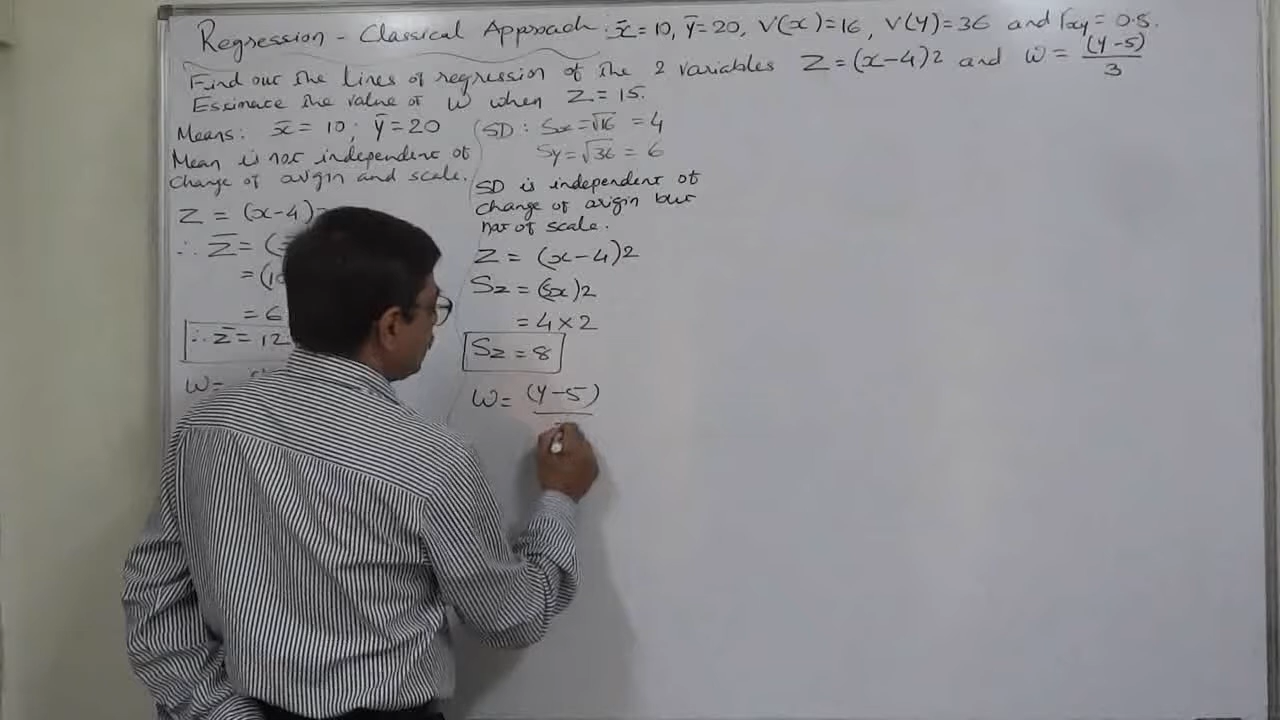 Regression - Classical Approach : x̄ = 10, ȳ = 20, V(x) = 16, V(y) = 36 and rxy = 0.5.
Find out the lines of regression of the 2 variables Z = (x-4)2 and W = (y-5)/3
Estimate the value of W when Z = 15.
Means: x̄ = 10; ȳ = 20
Mean is not independent of
change of origin and scale.
Z = (x-4)
∴ Z̄ =
= (10
= 6
∴ Z̄ = 12
W =
SD : Sx = √16 = 4
Sy = √36 = 6
SD is independent of
change of origin but
not of scale.
Z = (x-4)2
Sz = (Sx)2
= 4 × 2
Sz = 8
W = (y-5)